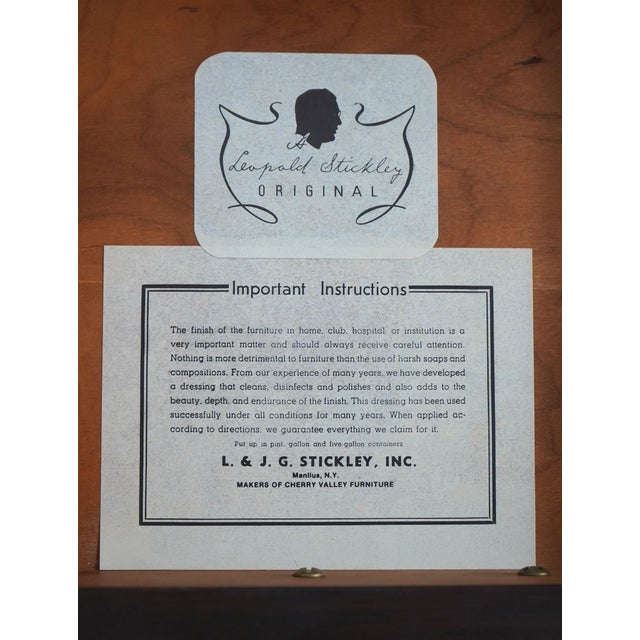 A
Leopold Stickley
ORIGINAL
Important Instructions
The finish of the furniture in home, club, hospital, or institution is a
very important matter and should always receive careful attention.
Nothing is more detrimental to furniture than the use of harsh soaps and
compositions. From our experience of many years, we have developed
a dressing that cleans, disinfects and polishes and also adds to the
beauty, depth, and endurance of the finish. This dressing has been used
successfully under all conditions for many years. When applied ac-
cording to directions, we guarantee everything we claim for it.
Put up in pint, gallon and five-gallon containers
L. & J. G. STICKLEY, INC.
Manlius, N.Y.
MAKERS OF CHERRY VALLEY FURNITURE